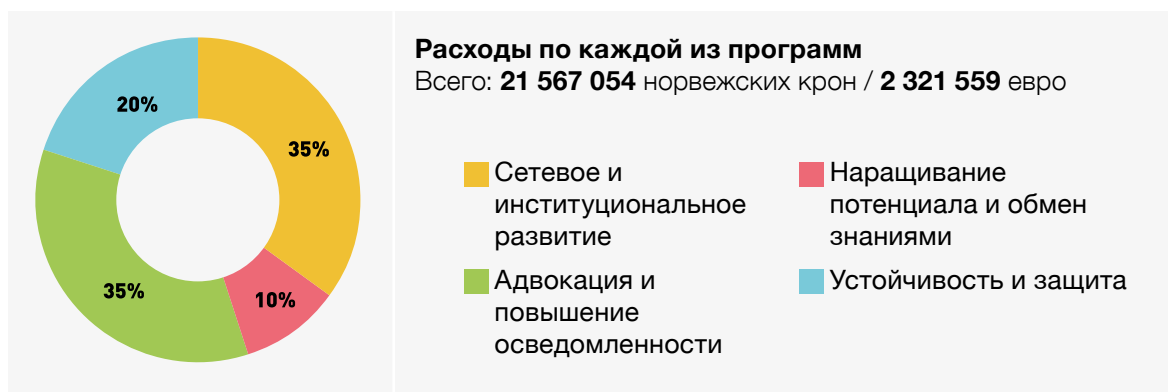 Расходы по каждой из программ
Всего: 21 567 054 норвежских крон / 2 321 559 евро
20%
35%
35%
10%
Сетевое и
институциональное
развитие
Наращивание
потенциала и обмен
знаниями
Адвокация и
повышение
осведомленности
Устойчивость и защита